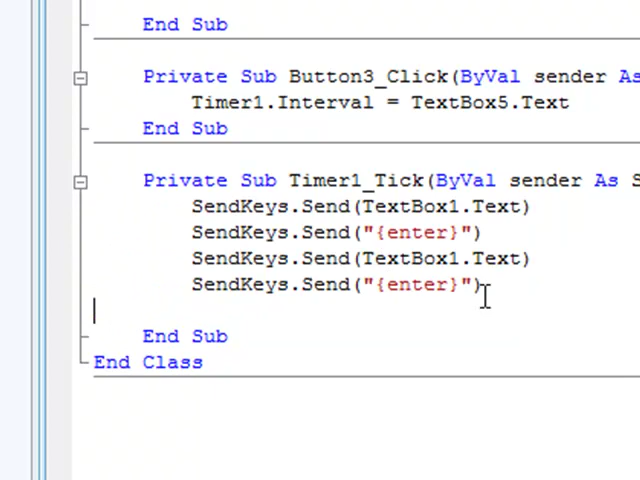 End Sub
Private Sub Button3_Click(ByVal sender As
Timer1.Interval = TextBox5.Text
End Sub
Private Sub Timer1_Tick(ByVal sender As S
SendKeys.Send(TextBox1.Text)
SendKeys.Send("{enter}")
SendKeys.Send(TextBox1.Text)
SendKeys.Send("{enter}")
End Sub
End Class